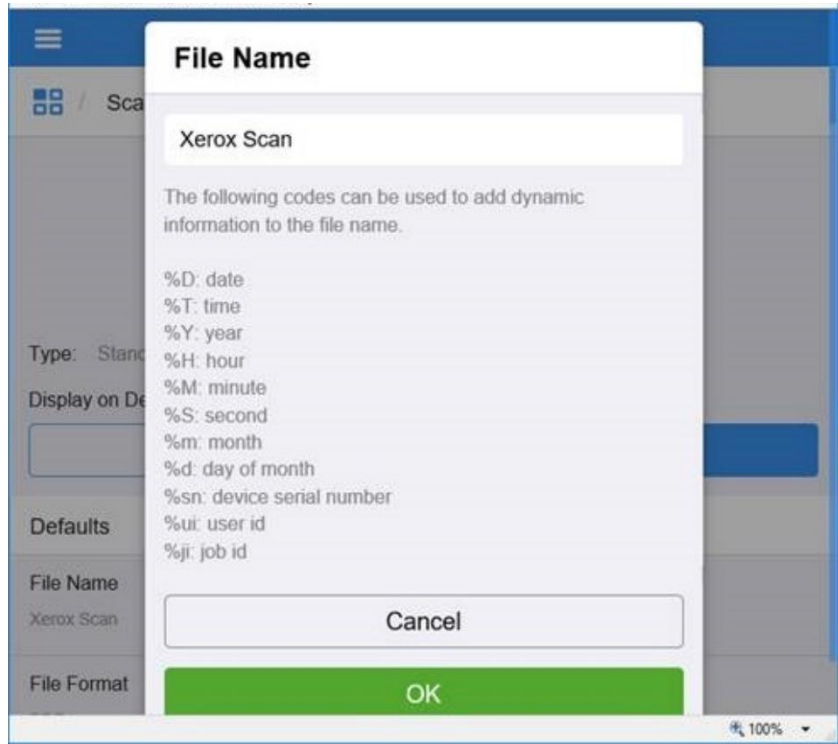 File Name
/ Sca
Xerox Scan
The following codes can be used to add dynamic
information to the file name.
%D: date
%T: time
%Y: year
%H: hour
%M: minute
%S: second
%m: month
%d: day of month
%sn: device serial number
%ui: user id
%ji: job id
Type: Stand
Display on De
Defaults
File Name
Xerox Scan
File Format
Cancel
OK
100%